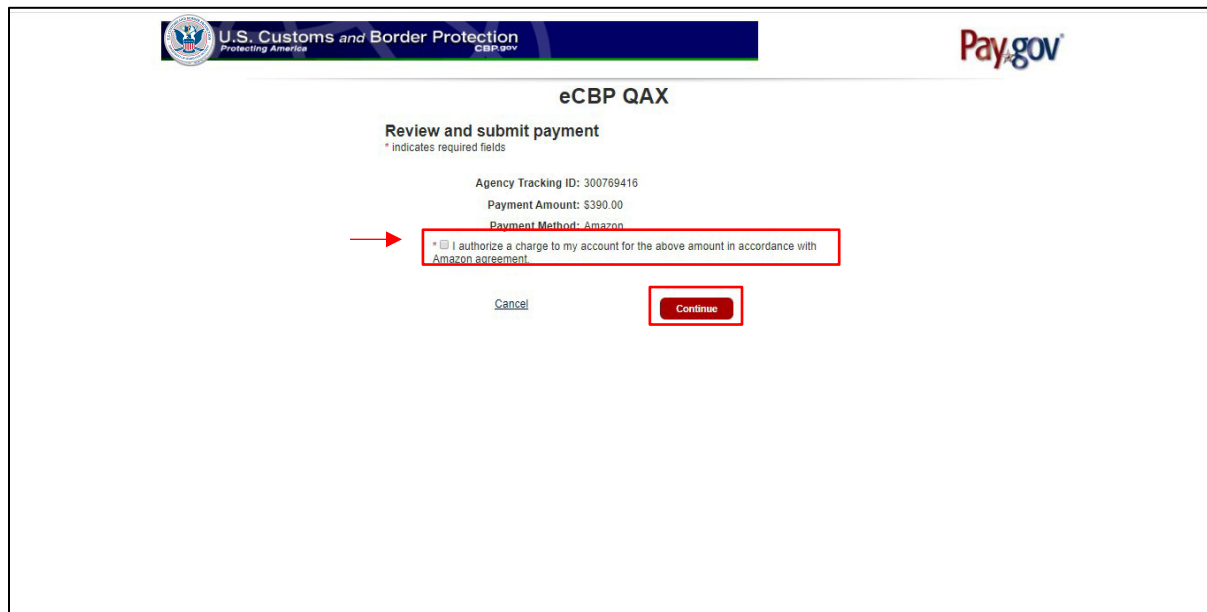 U.S. Customs and Border Protection
Protecting America
CBP.gov
Pay.gov
eCBP QAX
Review and submit payment
* indicates required fields
Agency Tracking ID: 300769416
Payment Amount: $390.00
Payment Method: Amazon
* I authorize a charge to my account for the above amount in accordance with
Amazon agreement.
Cancel
Continue